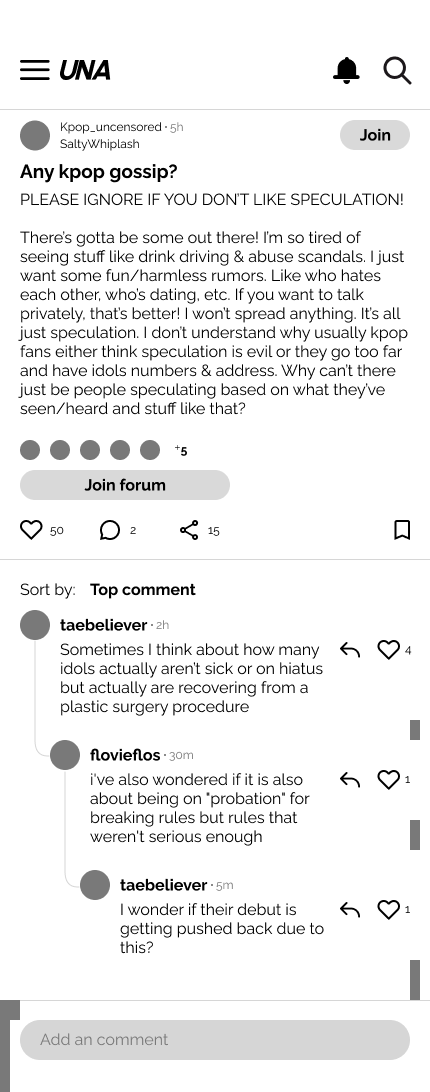 UNA
Kpop_uncensored · 5h
SaltyWhiplash
Join
Any kpop gossip?
PLEASE IGNORE IF YOU DON'T LIKE SPECULATION!
There's gotta be some out there! I'm so tired of
seeing stuff like drink driving & abuse scandals. I just
want some fun/harmless rumors. Like who hates
each other, who's dating, etc. If you want to talk
privately, that's better! I won't spread anything. It's all
just speculation. I don't understand why usually kpop
fans either think speculation is evil or they go too far
and have idols numbers & address. Why can't there
just be people speculating based on what they've
seen/heard and stuff like that?
+5
Join forum
50 2 15
Sort by: Top comment
taebeliever · 2h
Sometimes I think about how many
idols actually aren't sick or on hiatus
but actually are recovering from a
plastic surgery procedure
4
flovieflos · 30m
i've also wondered if it is also
about being on "probation" for
breaking rules but rules that
weren't serious enough
1
taebeliever · 5m
I wonder if their debut is
getting pushed back due to
this?
1
Add an comment